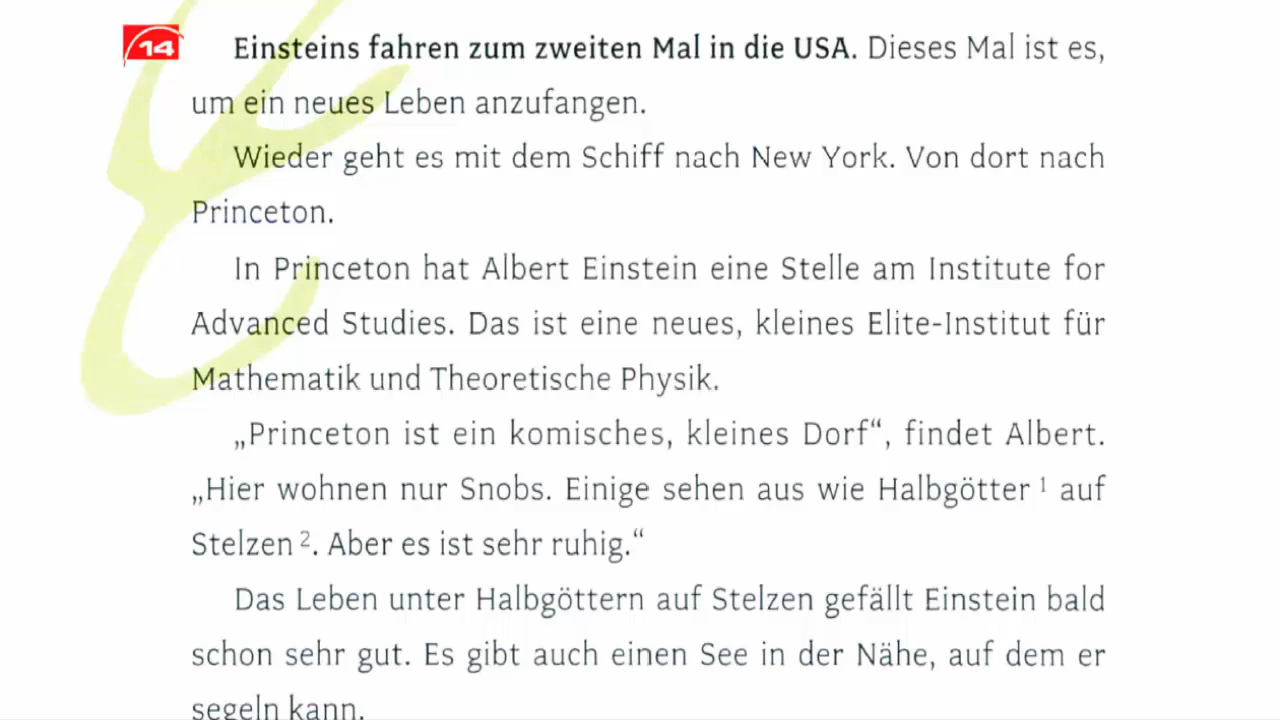 14
Einsteins fahren zum zweiten Mal in die USA. Dieses Mal ist es,
um ein neues Leben anzufangen.
Wieder geht es mit dem Schiff nach New York. Von dort nach
Princeton.
In Princeton hat Albert Einstein eine Stelle am Institute for
Advanced Studies. Das ist eine neues, kleines Elite-Institut für
Mathematik und Theoretische Physik.
„Princeton ist ein komisches, kleines Dorf“, findet Albert.
„Hier wohnen nur Snobs. Einige sehen aus wie Halbgötter ¹ auf
Stelzen ². Aber es ist sehr ruhig.“
Das Leben unter Halbgöttern auf Stelzen gefällt Einstein bald
schon sehr gut. Es gibt auch einen See in der Nähe, auf dem er
segeln kann.